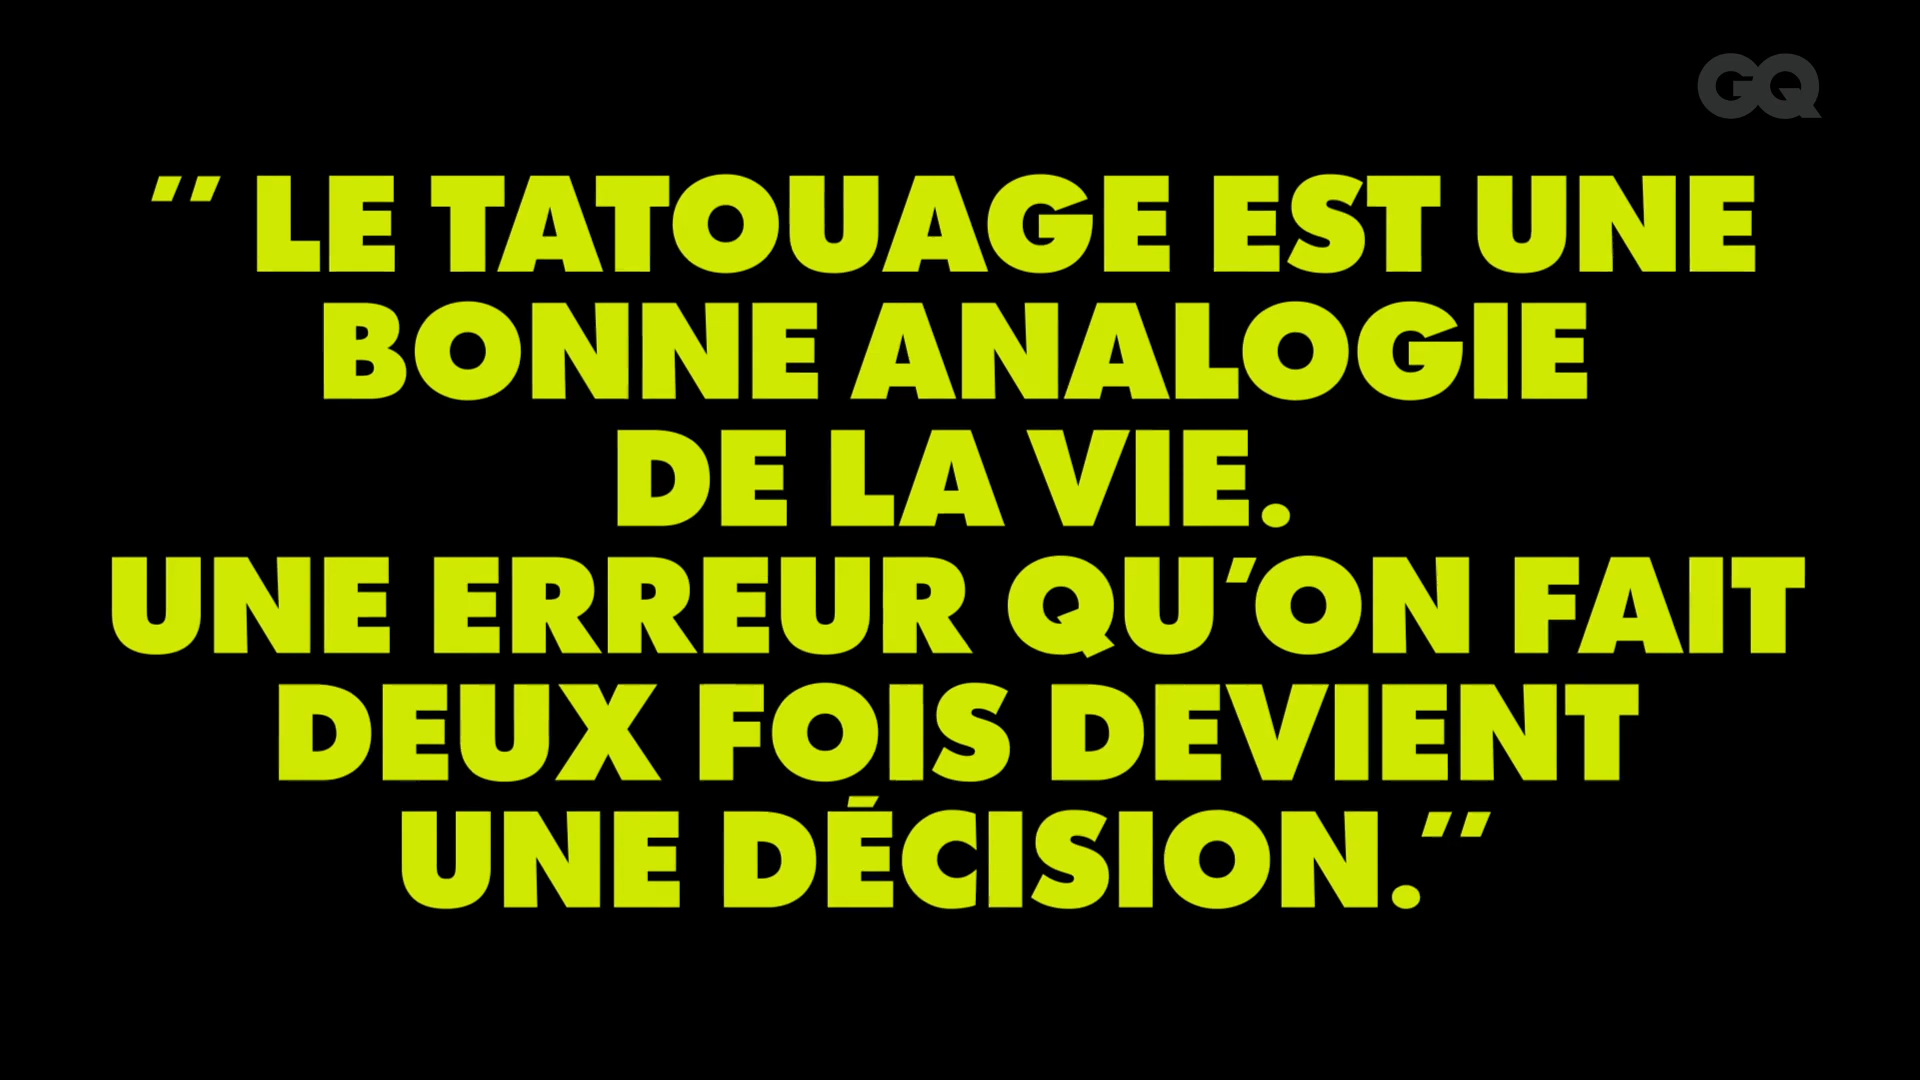 GQ
’’ LE TATOUAGE EST UNE
BONNE ANALOGIE
DE LA VIE.
UNE ERREUR QU’ON FAIT
DEUX FOIS DEVIENT
UNE DÉCISION.’’